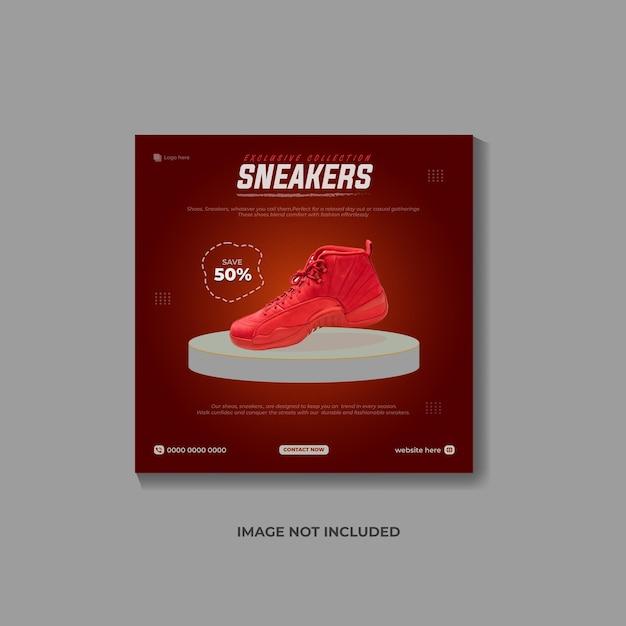 Logo here
EXCLUSIVE COLLECTION
SNEAKERS
Shoes, Sneakers, whatever you call them,Perfect for a relaxed day out or casual gatherings
These shoes blend comfort with fashion effortlessly
SAVE
50%
Our sheos, sneakers,, are designed to keep on trend in every season.
Walk confidet and conquer the streets with our durable and fashionable sneakers.
0000 0000 0000
CONTACT NOW
website here
IMAGE NOT INCLUDED